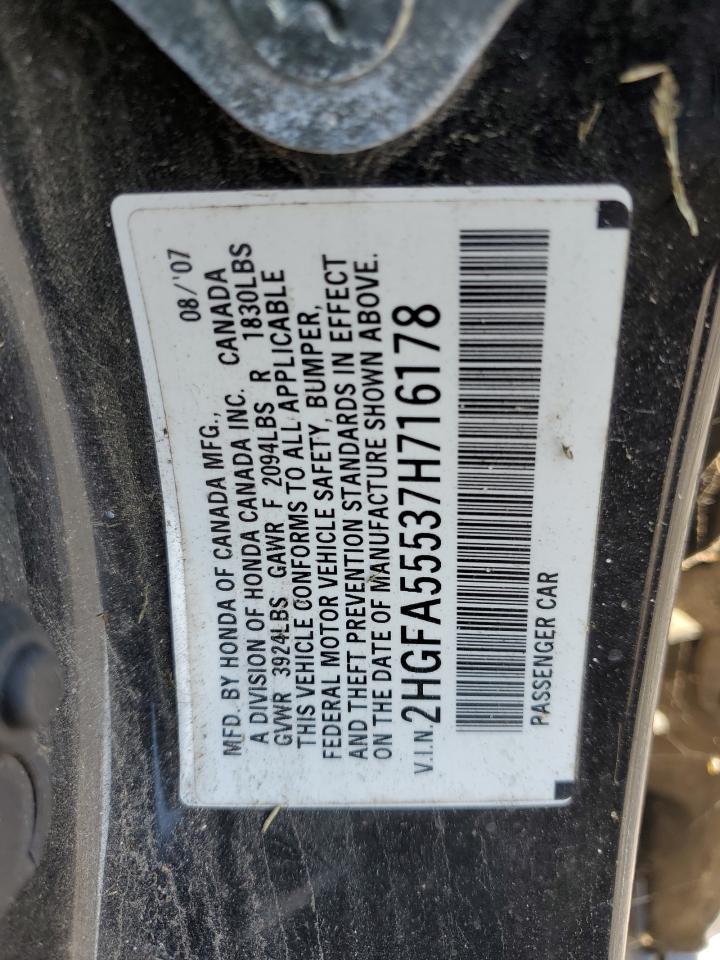 08/'07
MFD. BY HONDA OF CANADA MFG.,
A DIVISION OF HONDA CANADA INC. CANADA
GVWR 3924LBS GAWR F 2094LBS R 1830LBS
THIS VEHICLE CONFORMS TO ALL APPLICABLE
FEDERAL MOTOR VEHICLE SAFETY, BUMPER,
AND THEFT PREVENTION STANDARDS IN EFFECT
ON THE DATE OF MANUFACTURE SHOWN ABOVE.
V.I.N. 2HGFA55537H716178
PASSENGER CAR